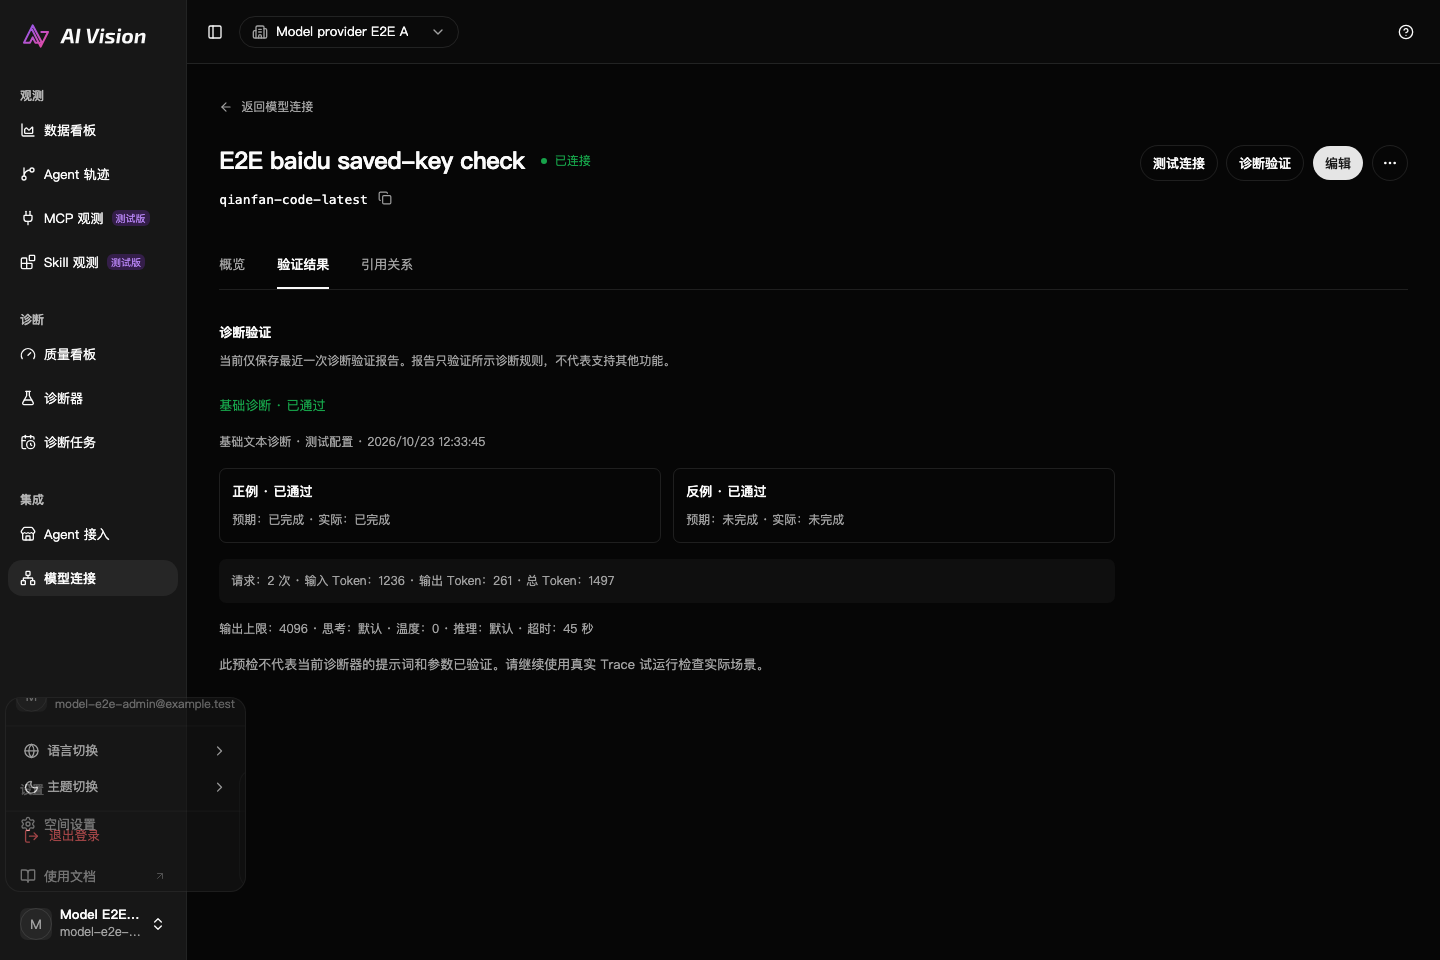 AI Vision
Model provider E2E A
观测
数据看板
Agent 轨迹
MCP 观测 测试版
Skill 观测 测试版
诊断
质量看板
诊断器
诊断任务
集成
Agent 接入
模型连接
model-e2e-admin@example.test
语言切换
主题切换
空间设置
退出登录
使用文档
M
Model E2E...
model-e2e-...
返回模型连接
E2E baidu saved-key check
已连接
qianfan-code-latest
测试连接
诊断验证
编辑
概览
验证结果
引用关系
诊断验证
当前仅保存最近一次诊断验证报告。报告只验证所示诊断规则，不代表支持其他功能。
基础诊断 · 已通过
基础文本诊断 · 测试配置 · 2026/10/23 12:33:45
正例 · 已通过
预期：已完成 · 实际：已完成
反例 · 已通过
预期：未完成 · 实际：未完成
请求：2 次 · 输入 Token：1236 · 输出 Token：261 · 总 Token：1497
输出上限：4096 · 思考：默认 · 温度：0 · 推理：默认 · 超时：45 秒
此预检不代表当前诊断器的提示词和参数已验证。请继续使用真实 Trace 试运行检查实际场景。